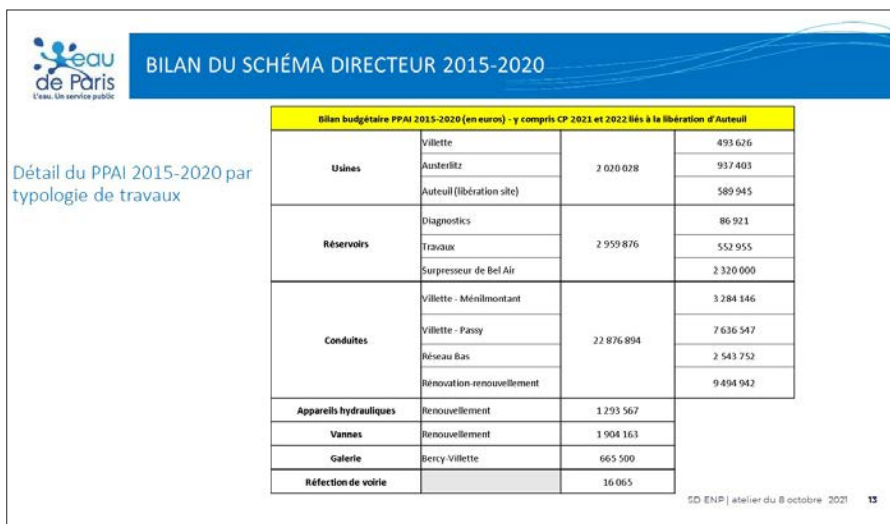 eau
de Paris
L'eau. Un service public
BILAN DU SCHÉMA DIRECTEUR 2015-2020
Détail du PPAI 2015-2020 par
typologie de travaux
Bilan budgétaire PPAI 2015-2020 (en euros) - y compris CP 2021 et 2022 liés à la libération d'Auteuil
Usines 2 020 028
Villette 493 626
Austerlitz 937 403
Auteuil (libération site) 589 945
Réservoirs 2 959 876
Diagnostics 86 921
Travaux 552 955
Surpresseur de Bel Air 2 320 000
Conduites 22 876 894
Villette - Ménilmontant 3 284 146
Villette - Passy 7 636 547
Réseau Bas 2 543 752
Rénovation-renouvellement 9 494 942
Appareils hydrauliques Renouvellement 1 293 567
Vannes Renouvellement 1 904 163
Galerie Bercy-Villette 665 500
Réfection de voirie 16 065
SD ENP | atelier du 8 octobre 2021 13